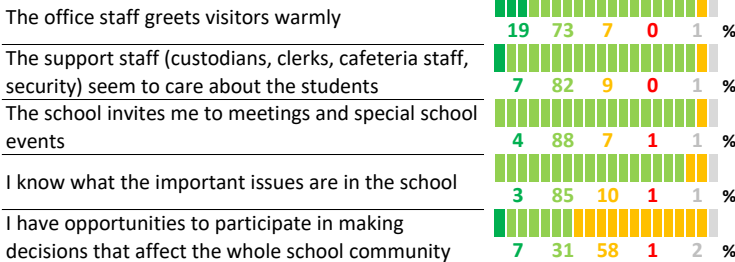 The office staff greets visitors warmly
19 73 7 0 1 %
The support staff (custodians, clerks, cafeteria staff,
security) seem to care about the students
7 82 9 0 1 %
The school invites me to meetings and special school
events
4 88 7 1 1 %
I know what the important issues are in the school
3 85 10 1 1 %
I have opportunities to participate in making
decisions that affect the whole school community
7 31 58 1 2 %